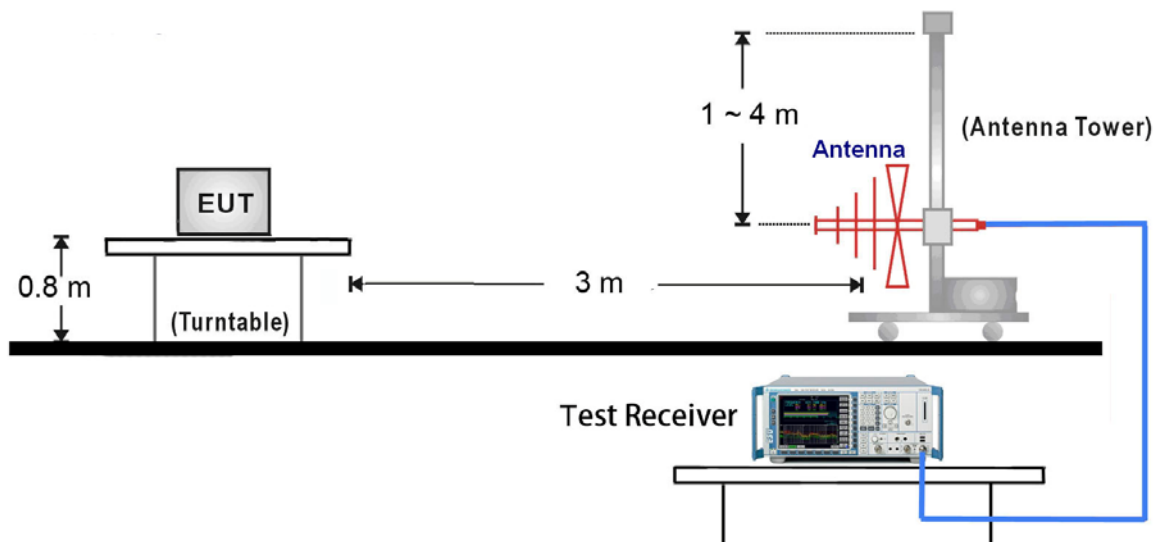 1 ~ 4 m
(Antenna Tower)
Antenna
EUT
0.8 m
3 m
(Turntable)
Test Receiver